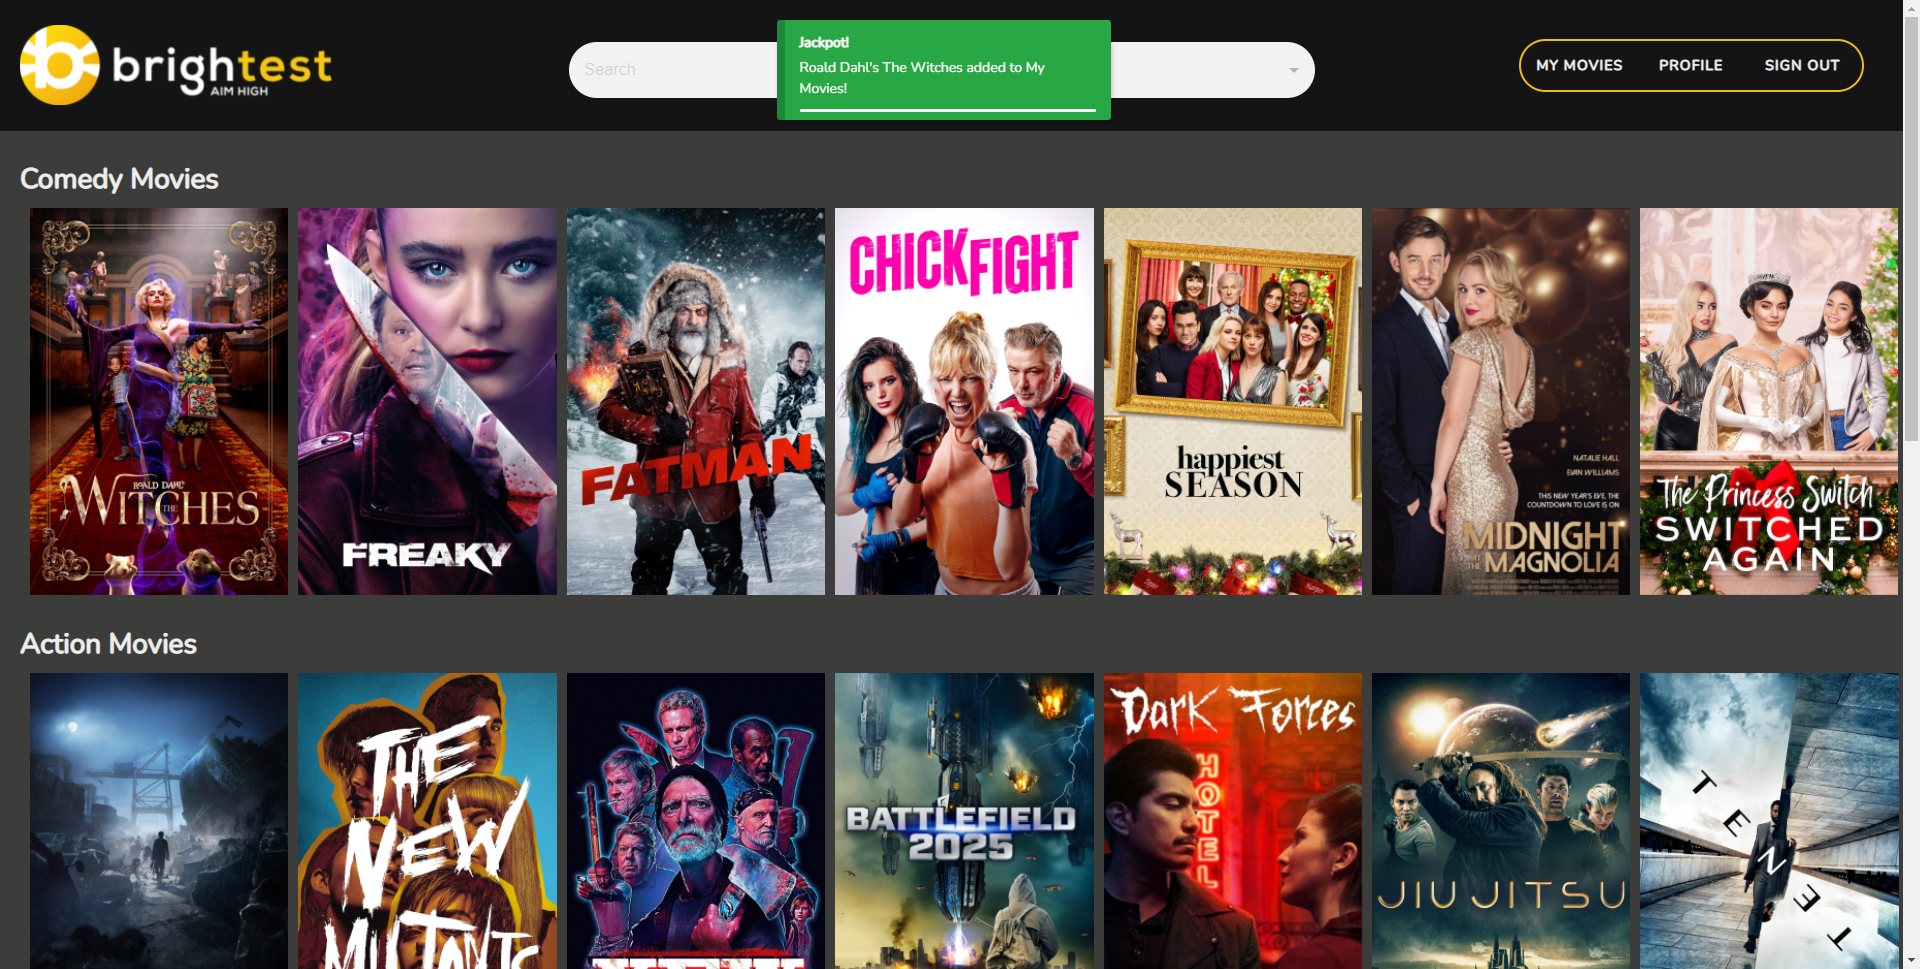 brightest
AIM HIGH
Search..
Jackpot!
Roald Dahl's The Witches added to My
Movies!
MY MOVIES
PROFILE
SIGN OUT
Comedy Movies
ROALD DAHL'S
THE
WITCHES
FREAKY
FATMAN
CHICKFIGHT
happiest
SEASON
NATALIE HALL
EVAN WILLIAMS
THIS NEW YEAR'S EVE, THE
COUNTDOWN TO LOVE IS ON
MIDNIGHT
AT THE MAGNOLIA
The Princess Switch
SWITCHED
AGAIN
Action Movies
THE
NEW
MUTANTS
BATTLEFIELD
2025
Dark Forces
HOTEL
JIU JITSU
TENET